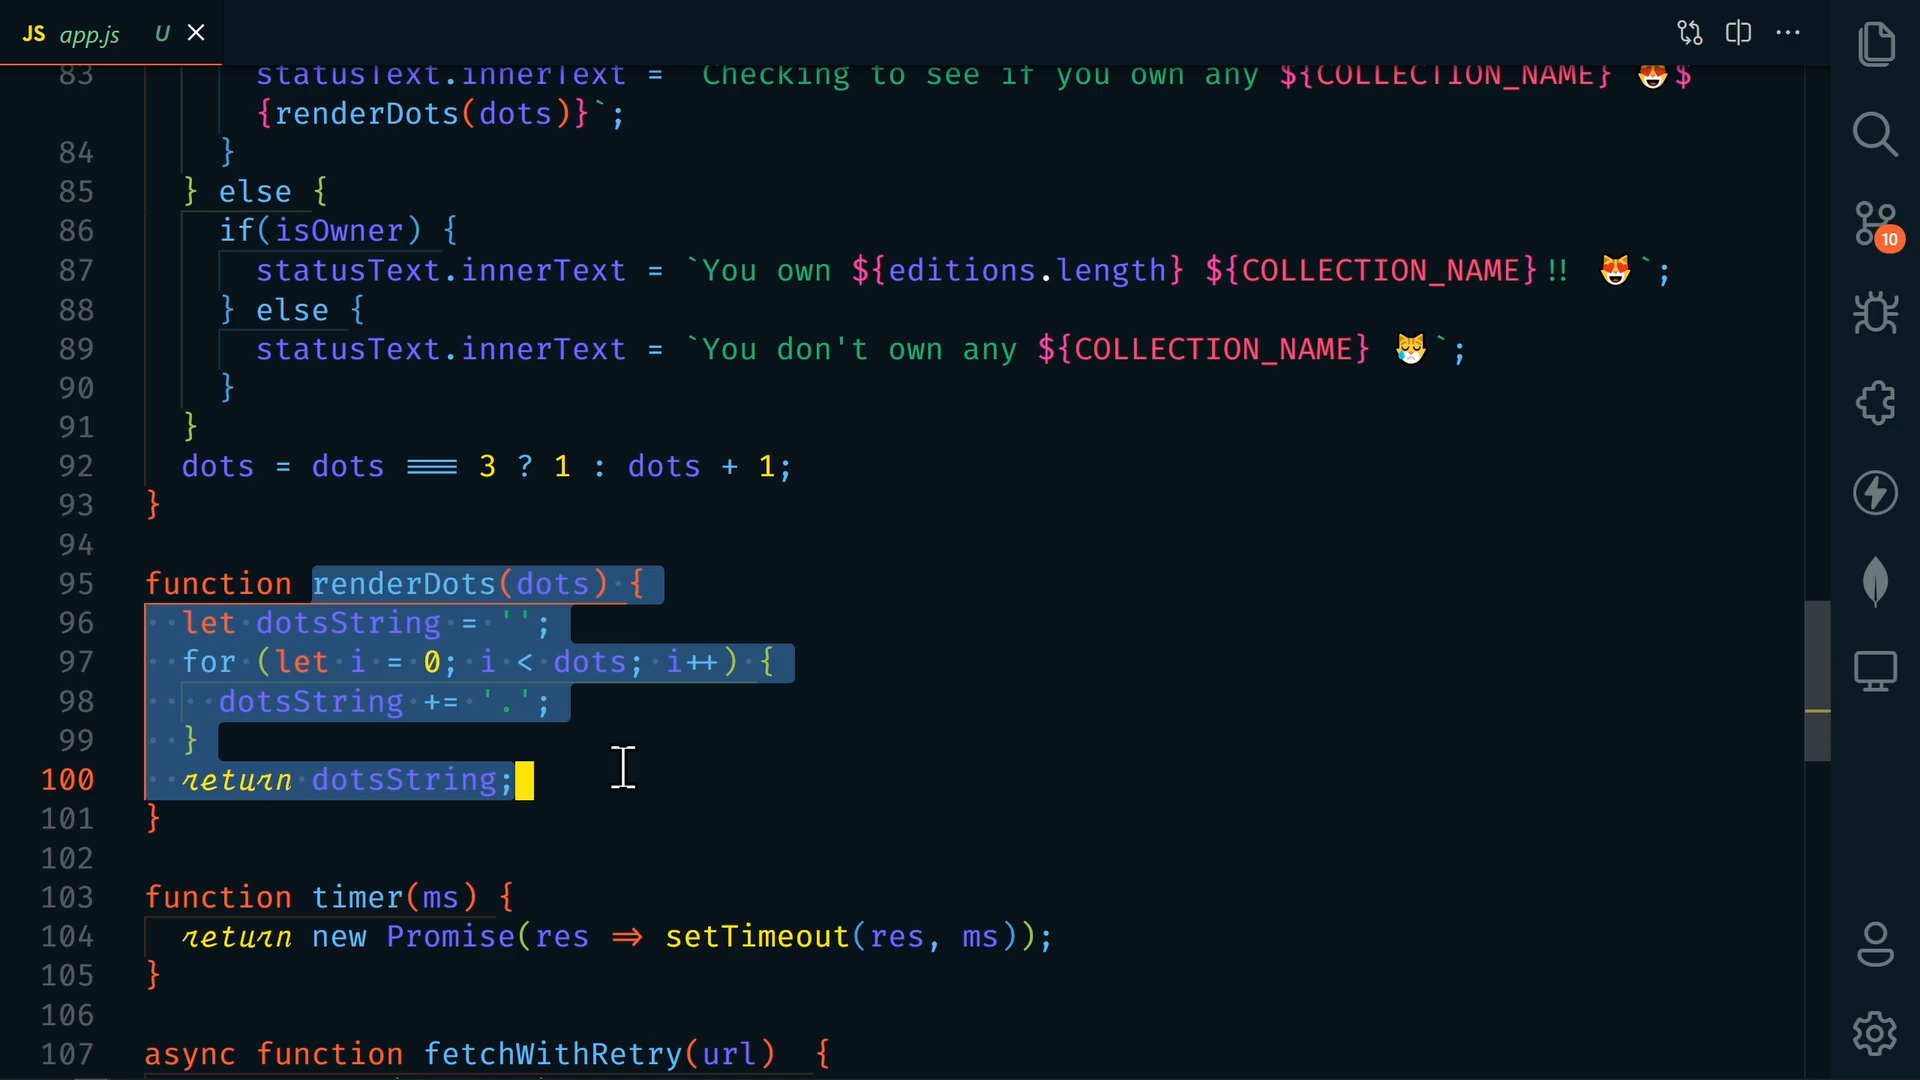 JS app.js U
83 statusText.innerText = `Checking to see if you own any ${COLLECTION_NAME} 😻$
{renderDots(dots)}`;
84 }
85 } else {
86 if(isOwner) {
87 statusText.innerText = `You own ${editions.length} ${COLLECTION_NAME}!! 😻`;
88 } else {
89 statusText.innerText = `You don't own any ${COLLECTION_NAME} 😿`;
90 }
91 }
92 dots = dots === 3 ? 1 : dots + 1;
93 }
94
95 function renderDots(dots) {
96 let dotsString = '';
97 for (let i = 0; i < dots; i++) {
98 dotsString += '.';
99 }
100 return dotsString;
101 }
102
103 function timer(ms) {
104 return new Promise(res => setTimeout(res, ms));
105 }
106
107 async function fetchWithRetry(url) {
10